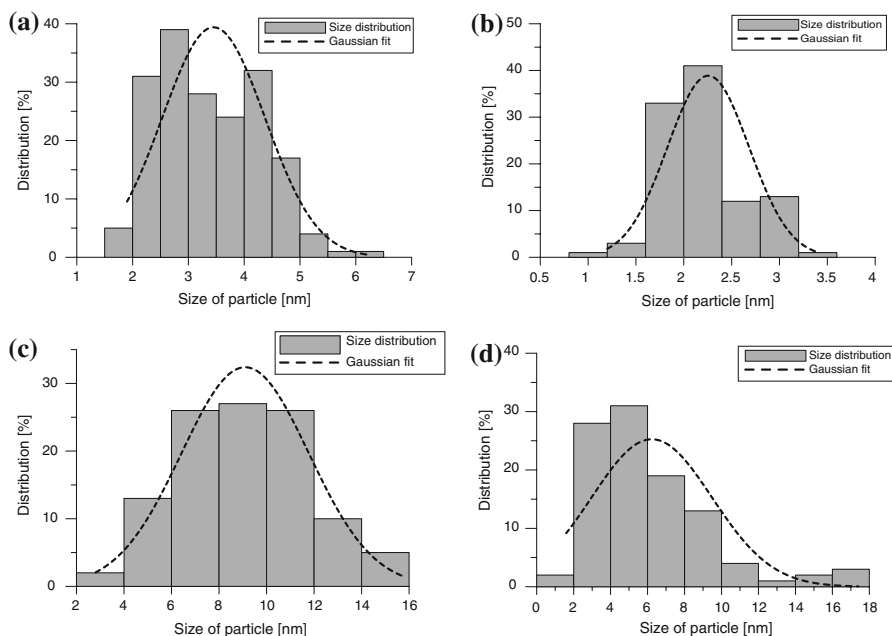 (a)
Size distribution
Gaussian fit
Distribution [%]
40
30
20
10
0
1 2 3 4 5 6 7
Size of particle [nm]
(b)
Size distribution
Gaussian fit
Distribution [%]
50
40
30
20
10
0
0.5 1 1.5 2 2.5 3 3.5 4
Size of particle [nm]
(c)
Size distribution
Gaussian fit
Distribution [%]
30
20
10
0
2 4 6 8 10 12 14 16
Size of particle [nm]
(d)
Size distribution
Gaussian fit
Distribution [%]
40
30
20
10
0
0 2 4 6 8 10 12 14 16 18
Size of particle [nm]